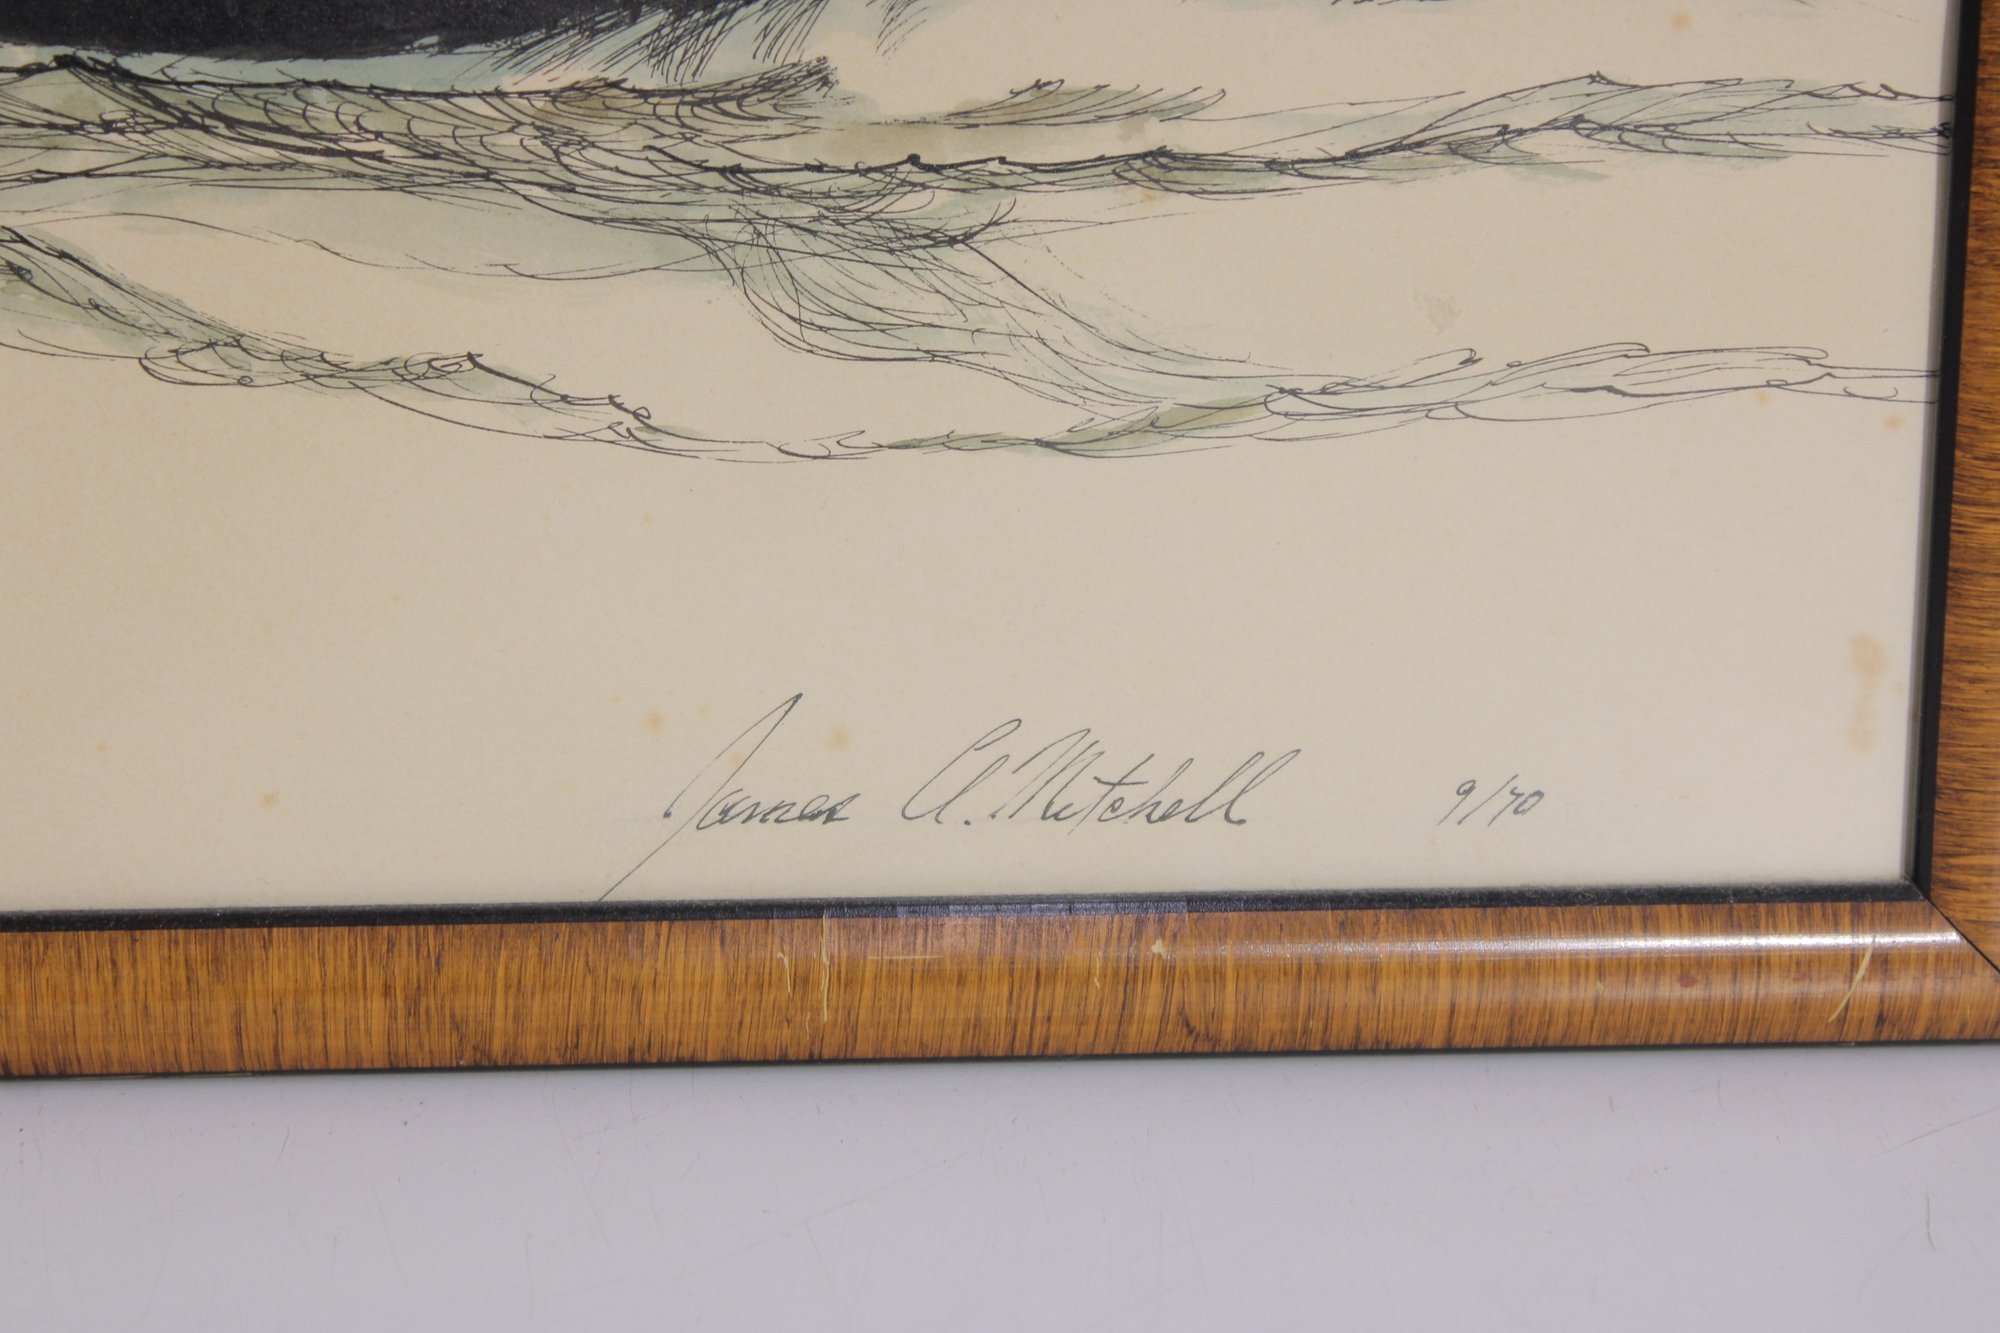 James A. Mitchell 9/70